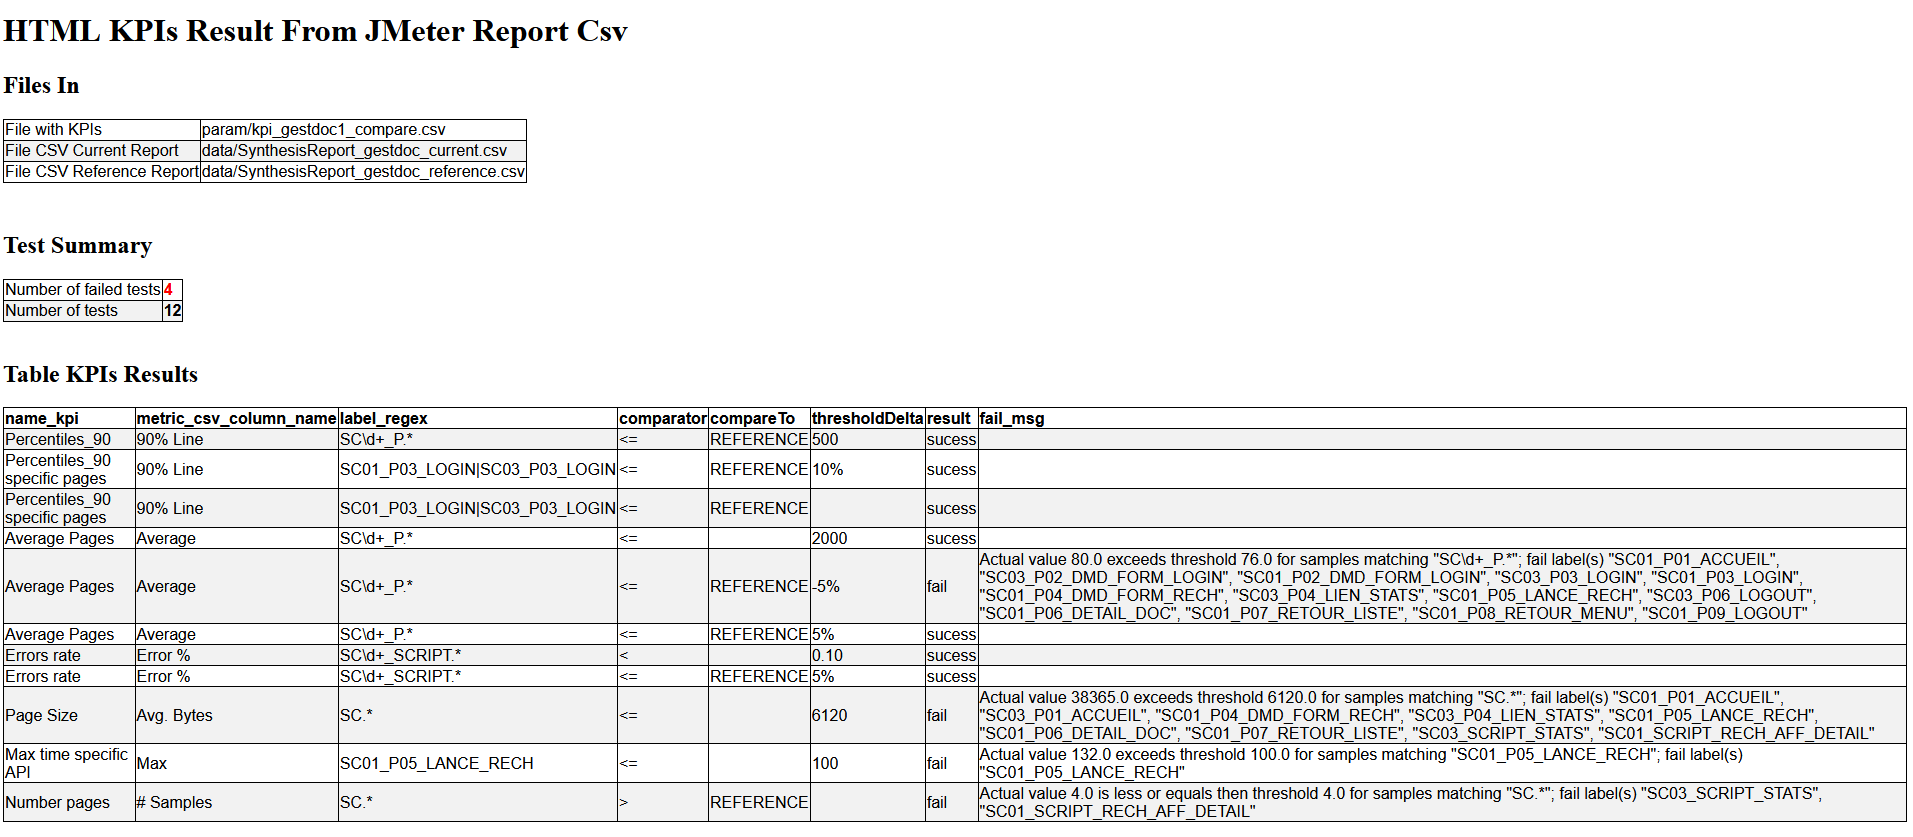 HTML KPIs Result From JMeter Report Csv
Files In
File with KPIs param/kpi_gestdoc1_compare.csv
File CSV Current Report data/SynthesisReport_gestdoc_current.csv
File CSV Reference Report data/SynthesisReport_gestdoc_reference.csv
Test Summary
Number of failed tests 4
Number of tests 12
Table KPIs Results
name_kpi metric_csv_column_name label_regex comparator compareTo thresholdDelta result fail_msg
Percentiles_90 90% Line SC\d+_P.* <= REFERENCE 500 sucess
Percentiles_90
specific pages 90% Line SC01_P03_LOGIN|SC03_P03_LOGIN <= REFERENCE 10% sucess
Percentiles_90
specific pages 90% Line SC01_P03_LOGIN|SC03_P03_LOGIN <= REFERENCE sucess
Average Pages Average SC\d+_P.* <= 2000 sucess
Average Pages Average SC\d+_P.* <= REFERENCE -5% fail Actual value 80.0 exceeds threshold 76.0 for samples matching "SC\d+_P.*"; fail label(s) "SC01_P01_ACCUEIL",
"SC03_P02_DMD_FORM_LOGIN", "SC01_P02_DMD_FORM_LOGIN", "SC03_P03_LOGIN", "SC01_P03_LOGIN",
"SC01_P04_DMD_FORM_RECH", "SC03_P04_LIEN_STATS", "SC01_P05_LANCE_RECH", "SC03_P06_LOGOUT",
"SC01_P06_DETAIL_DOC", "SC01_P07_RETOUR_LISTE", "SC01_P08_RETOUR_MENU", "SC01_P09_LOGOUT"
Average Pages Average SC\d+_P.* <= REFERENCE 5% sucess
Errors rate Error % SC\d+_SCRIPT.* < 0.10 sucess
Errors rate Error % SC\d+_SCRIPT.* <= REFERENCE 5% sucess
Page Size Avg. Bytes SC.* <= 6120 fail Actual value 38365.0 exceeds threshold 6120.0 for samples matching "SC.*"; fail label(s) "SC01_P01_ACCUEIL",
"SC03_P01_ACCUEIL", "SC01_P04_DMD_FORM_RECH", "SC03_P04_LIEN_STATS", "SC01_P05_LANCE_RECH",
"SC01_P06_DETAIL_DOC", "SC01_P07_RETOUR_LISTE", "SC03_SCRIPT_STATS", "SC01_SCRIPT_RECH_AFF_DETAIL"
Max time specific
API Max SC01_P05_LANCE_RECH <= 100 fail Actual value 132.0 exceeds threshold 100.0 for samples matching "SC01_P05_LANCE_RECH"; fail label(s)
"SC01_P05_LANCE_RECH"
Number pages # Samples SC.* > REFERENCE fail Actual value 4.0 is less or equals then threshold 4.0 for samples matching "SC.*"; fail label(s) "SC03_SCRIPT_STATS",
"SC01_SCRIPT_RECH_AFF_DETAIL"